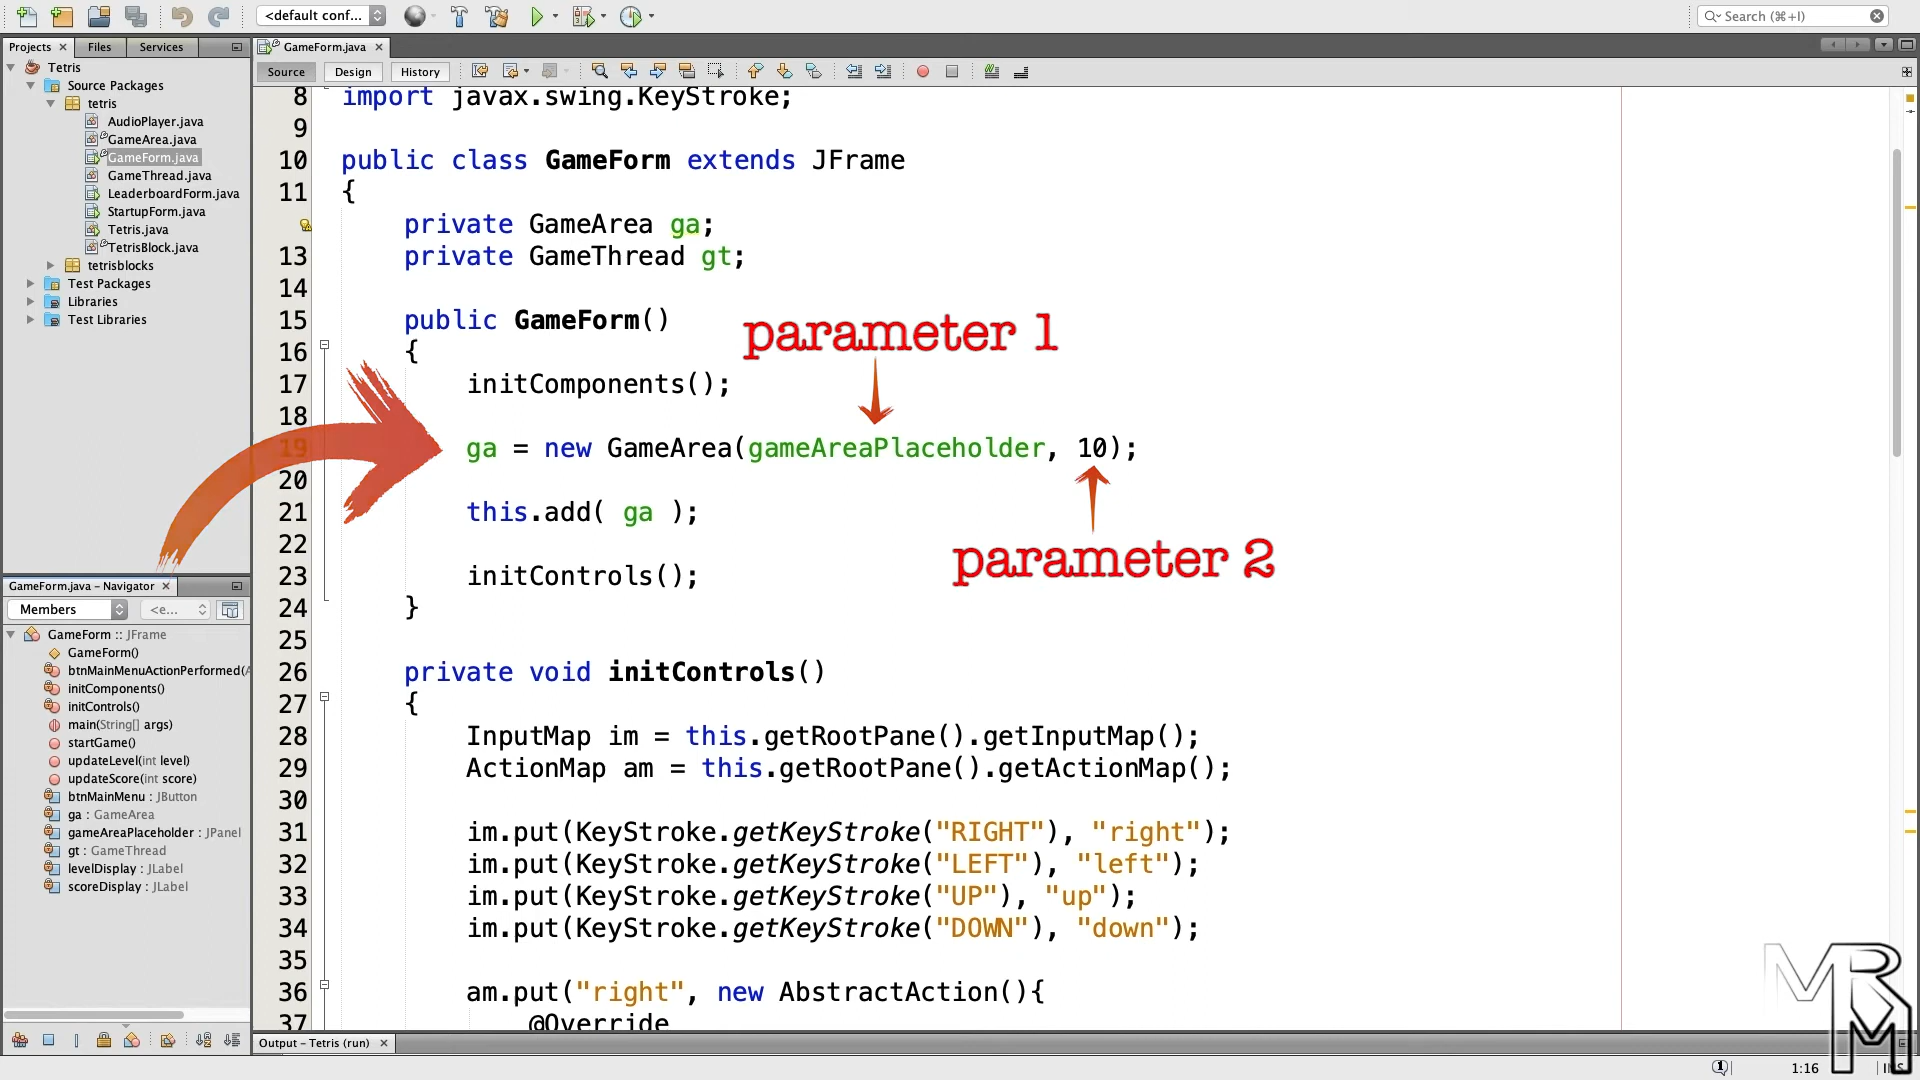 <default conf...
Search (⌘+I)
Projects
Files
Services
GameForm.java
Source
Design
History
Tetris
Source Packages
tetris
AudioPlayer.java
GameArea.java
GameForm.java
GameThread.java
LeaderboardForm.java
StartupForm.java
Tetris.java
TetrisBlock.java
tetrisblocks
Test Packages
Libraries
Test Libraries
8 import javax.swing.KeyStroke;
9
10 public class GameForm extends JFrame
11 {
private GameArea ga;
13 private GameThread gt;
14
15 public GameForm()
parameter 1
16 {
17 initComponents();
18
19 ga = new GameArea(gameAreaPlaceholder, 10);
20
21 this.add( ga );
22
parameter 2
23 initControls();
24 }
25
26 private void initControls()
27 {
28 InputMap im = this.getRootPane().getInputMap();
29 ActionMap am = this.getRootPane().getActionMap();
30
31 im.put(KeyStroke.getKeyStroke("RIGHT"), "right");
32 im.put(KeyStroke.getKeyStroke("LEFT"), "left");
33 im.put(KeyStroke.getKeyStroke("UP"), "up");
34 im.put(KeyStroke.getKeyStroke("DOWN"), "down");
35
36 am.put("right", new AbstractAction(){
37 @Override
GameForm.java – Navigator
Members
<e...
GameForm :: JFrame
GameForm()
btnMainMenuActionPerformed(
initComponents()
initControls()
main(String[] args)
startGame()
updateLevel(int level)
updateScore(int score)
btnMainMenu : JButton
ga : GameArea
gameAreaPlaceholder : JPanel
gt : GameThread
levelDisplay : JLabel
scoreDisplay : JLabel
Output – Tetris (run)
1:16
MRM